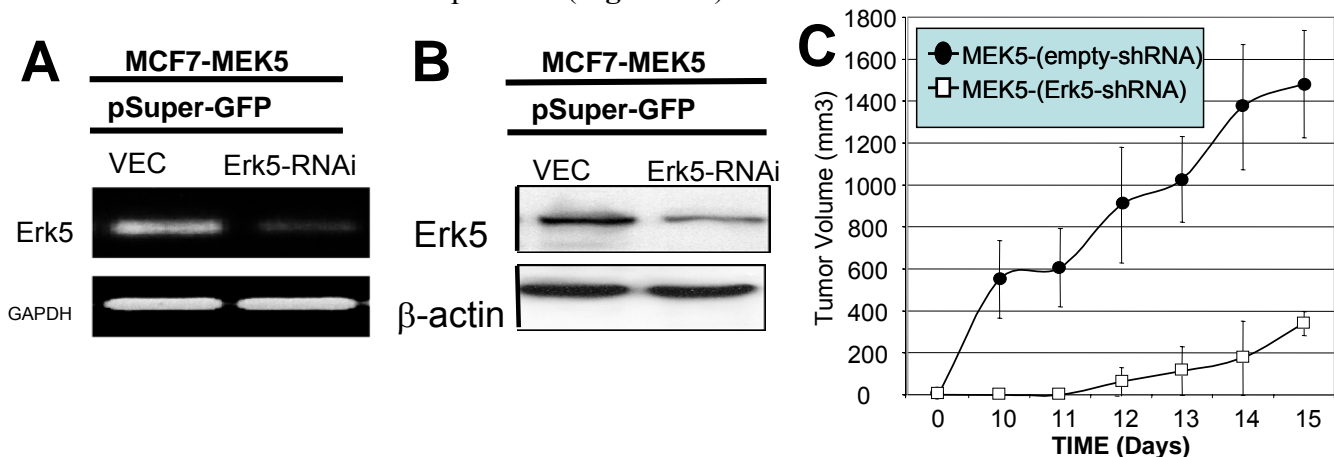 A
MCF7-MEK5
pSuper-GFP
VEC Erk5-RNAi
Erk5
GAPDH
B
MCF7-MEK5
pSuper-GFP
VEC Erk5-RNAi
Erk5
β-actin
C
MEK5-(empty-shRNA)
MEK5-(Erk5-shRNA)
Tumor Volume (mm3)
1800
1600
1400
1200
1000
800
600
400
200
0
0 10 11 12 13 14 15
TIME (Days)